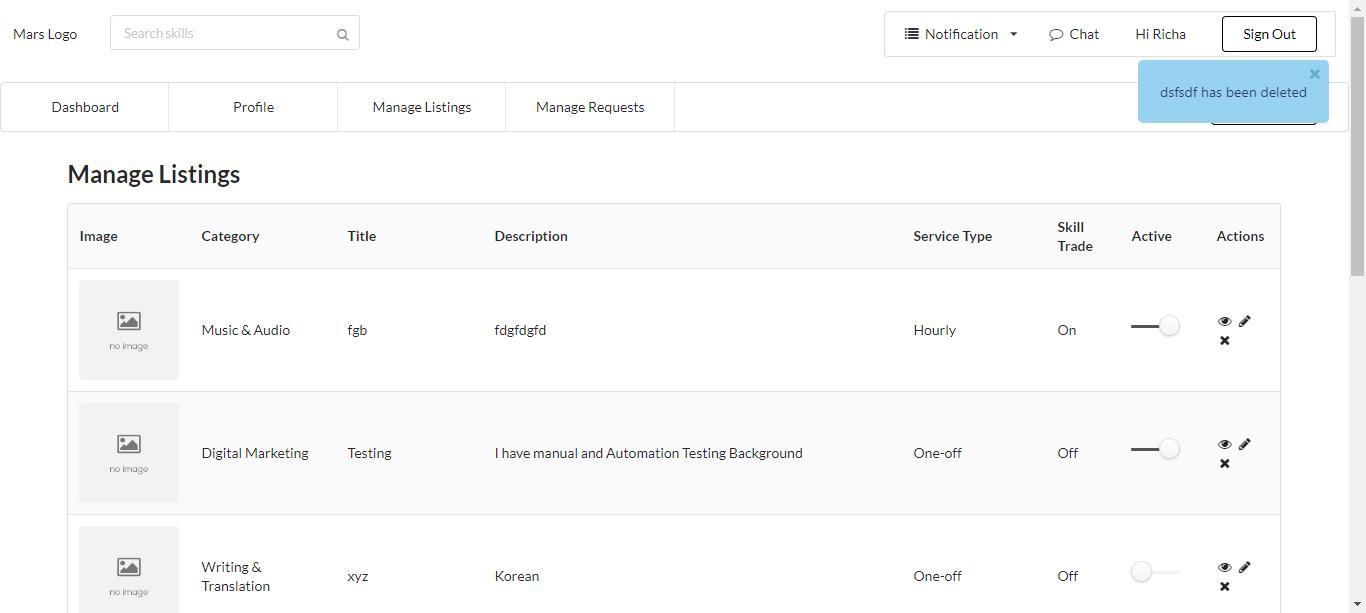 Mars Logo
Search skills
Notification
Chat
Hi Richa
Sign Out
dsfsdf has been deleted
Dashboard
Profile
Manage Listings
Manage Requests
Manage Listings
Image
Category
Title
Description
Service Type
Skill
Trade
Active
Actions
no image
Music & Audio
fgb
fdgfdgfd
Hourly
On
no image
Digital Marketing
Testing
I have manual and Automation Testing Background
One-off
Off
no image
Writing &
Translation
xyz
Korean
One-off
Off